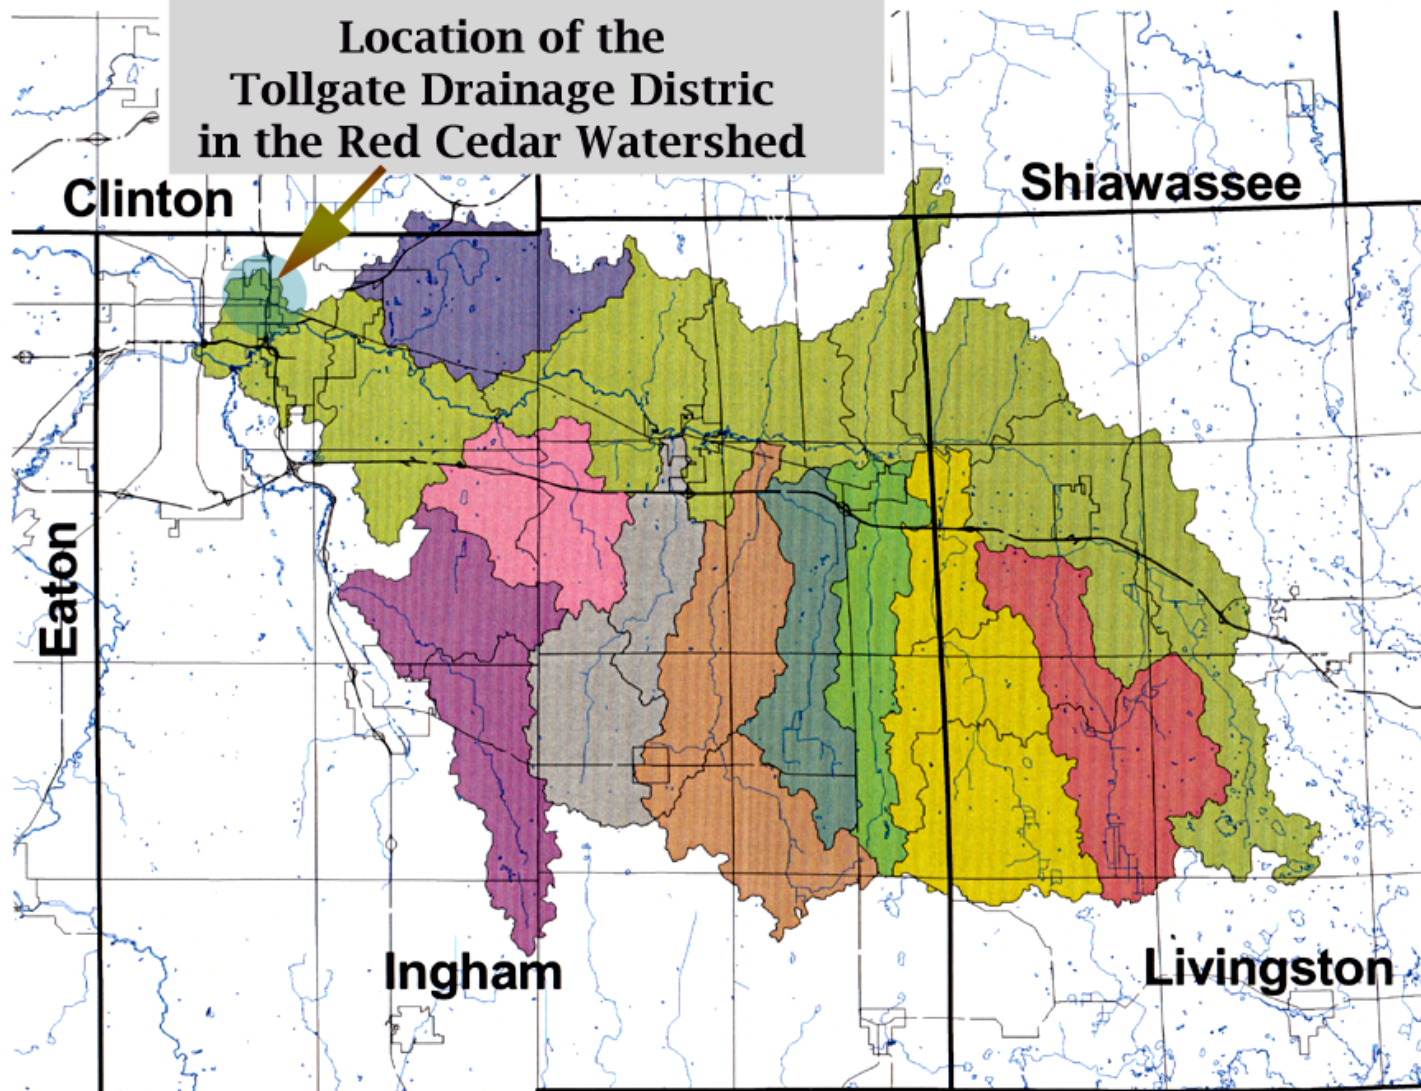 Location of the
Tollgate Drainage Distric
in the Red Cedar Watershed
Clinton
Shiawassee
Eaton
Ingham
Livingston